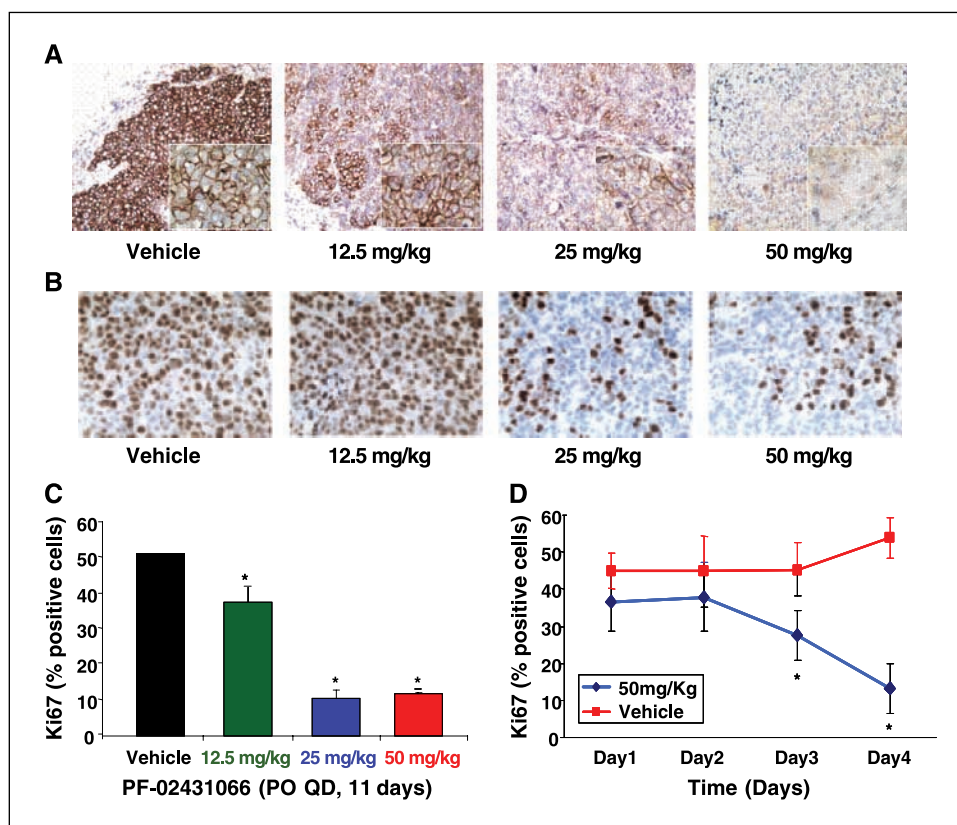 A
Vehicle 12.5 mg/kg 25 mg/kg 50 mg/kg
B
Vehicle 12.5 mg/kg 25 mg/kg 50 mg/kg
C
Ki67 (% positive cells)
60
50
40
30
20
10
0
* * *
Vehicle 12.5 mg/kg 25 mg/kg 50 mg/kg
PF-02431066 (PO QD, 11 days)
D
Ki67 (% positive cells)
60
50
40
30
20
10
0
50mg/Kg
Vehicle
*
*
Day1 Day2 Day3 Day4
Time (Days)